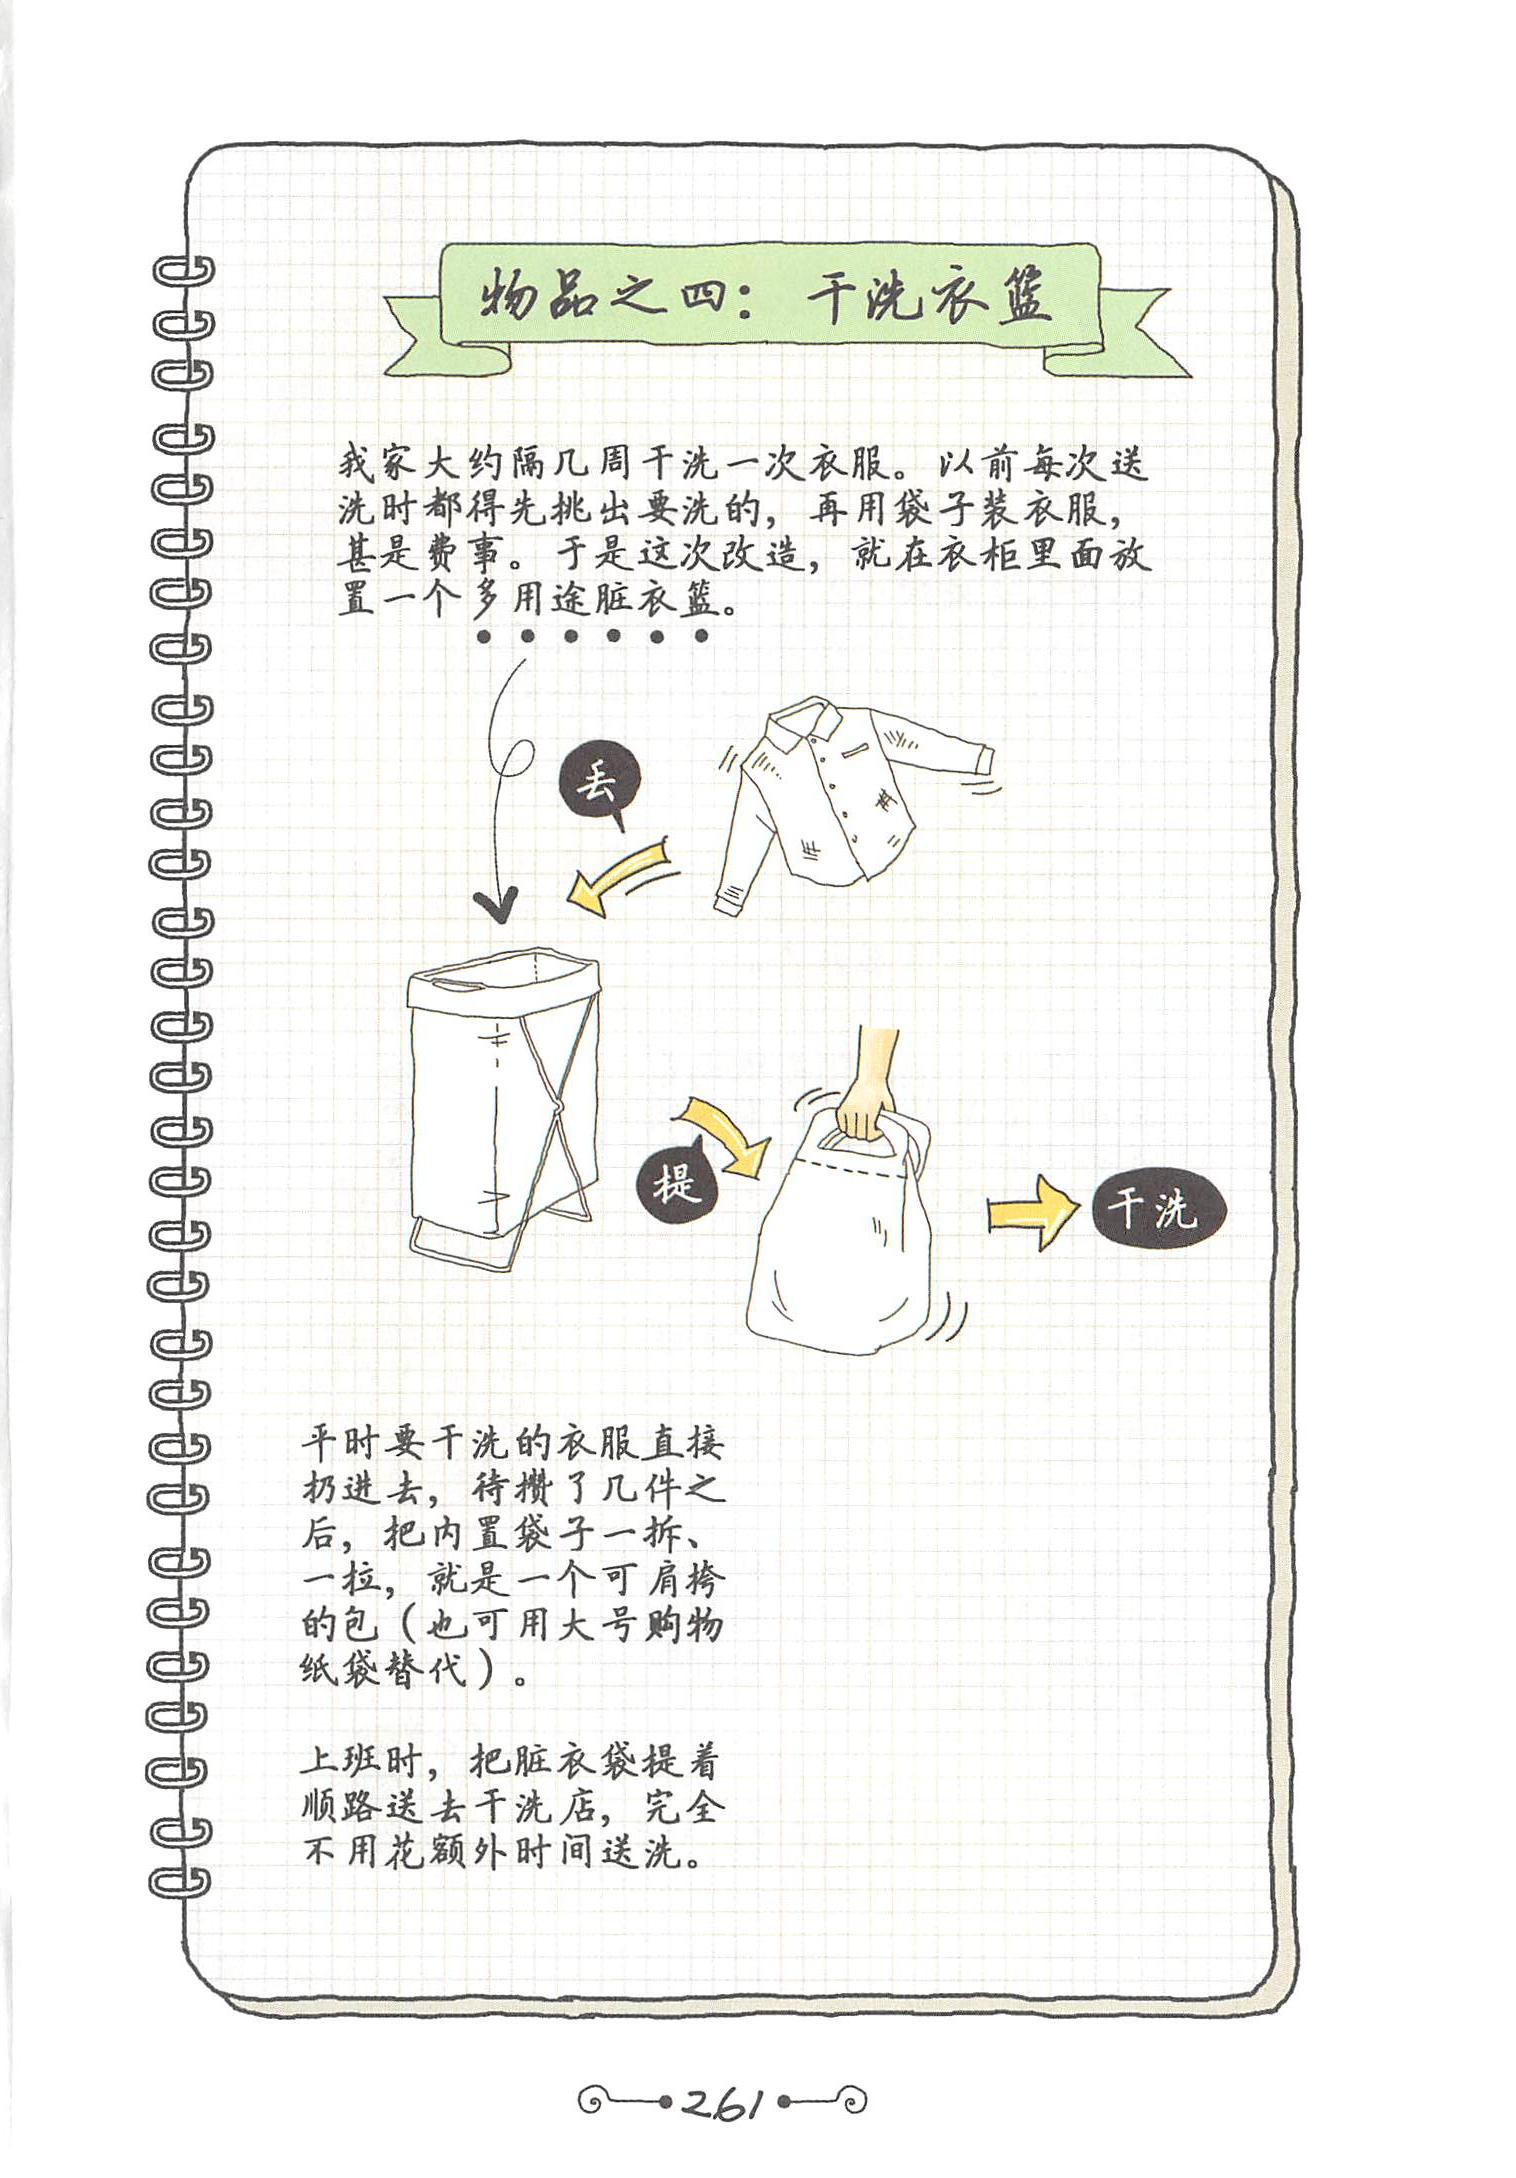 物品之四：干洗衣篮
我家大约隔几周干洗一次衣服。以前每次送
洗时都得先挑出要洗的，再用袋子装衣服，
甚是费事。于是这次改造，就在衣柜里面放
置一个多用途脏衣篮。
丢
提
干洗
平时要干洗的衣服直接
扔进去，待攒了几件之
后，把内置袋子一拆、
一拉，就是一个可肩挎
的包（也可用大号购物
纸袋替代）。
上班时，把脏衣袋提着
顺路送去干洗店，完全
不用花额外时间送洗。
261